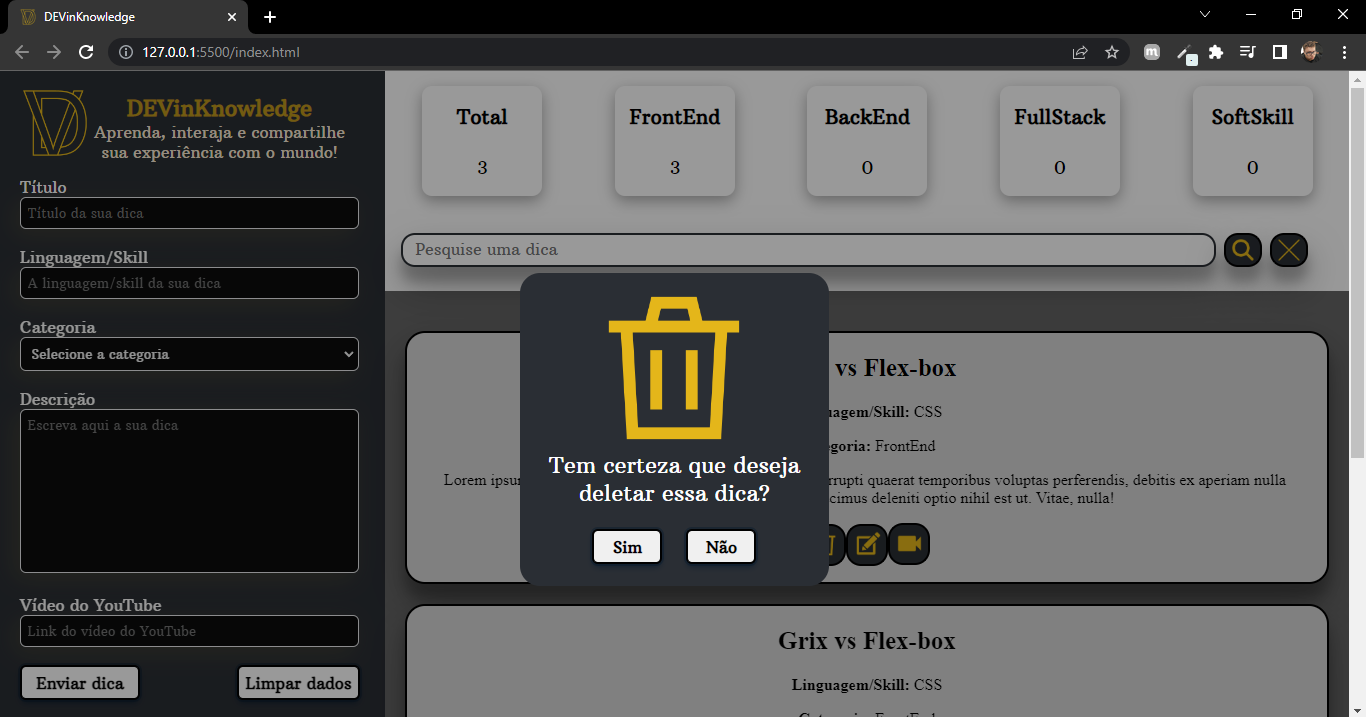 DEVinKnowledge
127.0.0.1:5500/index.html
DEVinKnowledge
Aprenda, interaja e compartilhe
sua experiência com o mundo!
Título
Título da sua dica
Linguagem/Skill
A linguagem/skill da sua dica
Categoria
Selecione a categoria
Descrição
Escreva aqui a sua dica
Vídeo do YouTube
Link do vídeo do YouTube
Enviar dica
Limpar dados
Total
3
FrontEnd
3
BackEnd
0
FullStack
0
SoftSkill
0
Pesquise uma dica
Tem certeza que deseja
deletar essa dica?
Sim
Não
vs Flex-box
uagem/Skill: CSS
egoria: FrontEnd
Lorem ipsu rrupti quaerat temporibus voluptas perferendis, debitis ex aperiam nulla
cimus deleniti optio nihil est ut. Vitae, nulla!
Grix vs Flex-box
Linguagem/Skill: CSS